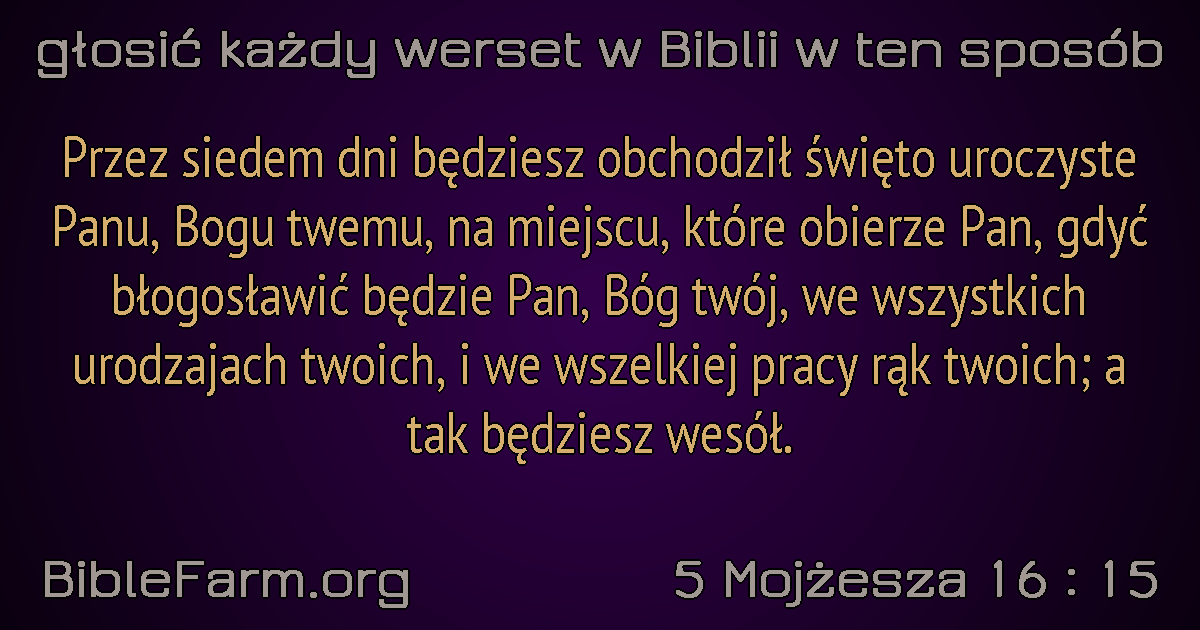 głosić każdy werset w Biblii w ten sposób
Przez siedem dni będziesz obchodził święto uroczyste
Panu, Bogu twemu, na miejscu, które obierze Pan, gdyć
błogosławić będzie Pan, Bóg twój, we wszystkich
urodzajach twoich, i we wszelkiej pracy rąk twoich; a
tak będziesz wesół.
BibleFarm.org
5 Mojżesza 16 : 15